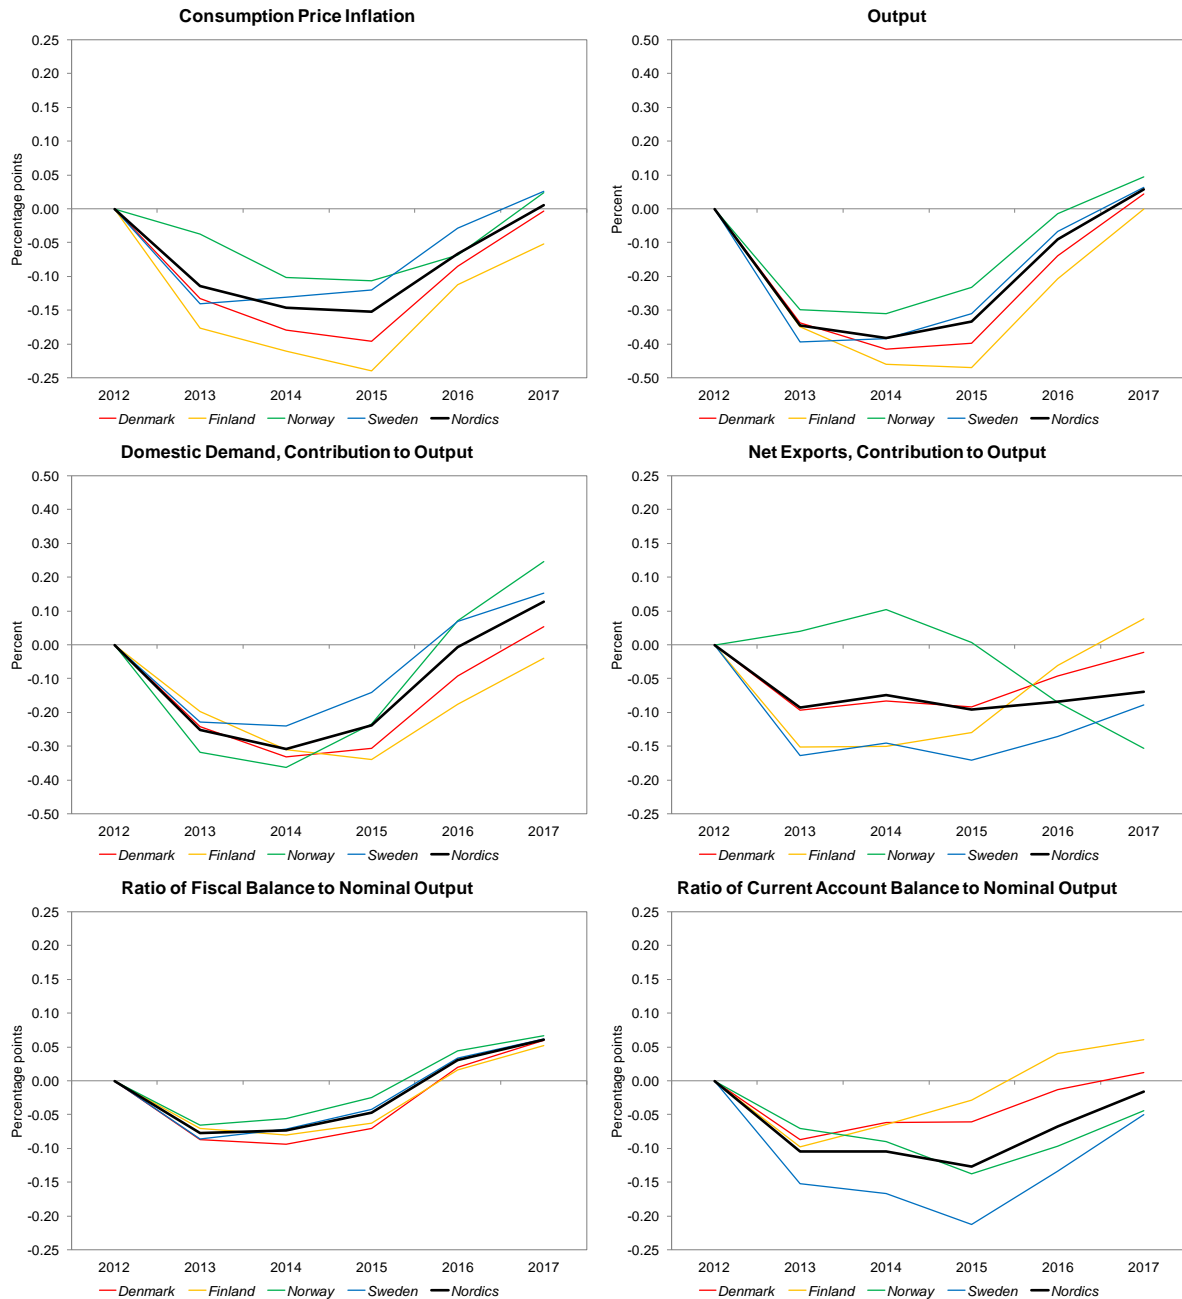 Consumption Price Inflation
Percentage points
0.25
0.20
0.15
0.10
0.05
0.00
-0.05
-0.10
-0.15
-0.20
-0.25
2012 2013 2014 2015 2016 2017
Denmark Finland Norway Sweden Nordics
Output
Percent
0.50
0.40
0.30
0.20
0.10
0.00
-0.10
-0.20
-0.30
-0.40
-0.50
2012 2013 2014 2015 2016 2017
Denmark Finland Norway Sweden Nordics
Domestic Demand, Contribution to Output
Percent
0.50
0.40
0.30
0.20
0.10
0.00
-0.10
-0.20
-0.30
-0.40
-0.50
2012 2013 2014 2015 2016 2017
Denmark Finland Norway Sweden Nordics
Net Exports, Contribution to Output
Percent
0.25
0.20
0.15
0.10
0.05
0.00
-0.05
-0.10
-0.15
-0.20
-0.25
2012 2013 2014 2015 2016 2017
Denmark Finland Norway Sweden Nordics
Ratio of Fiscal Balance to Nominal Output
Percentage points
0.25
0.20
0.15
0.10
0.05
0.00
-0.05
-0.10
-0.15
-0.20
-0.25
2012 2013 2014 2015 2016 2017
Denmark Finland Norway Sweden Nordics
Ratio of Current Account Balance to Nominal Output
Percentage points
0.25
0.20
0.15
0.10
0.05
0.00
-0.05
-0.10
-0.15
-0.20
-0.25
2012 2013 2014 2015 2016 2017
Denmark Finland Norway Sweden Nordics